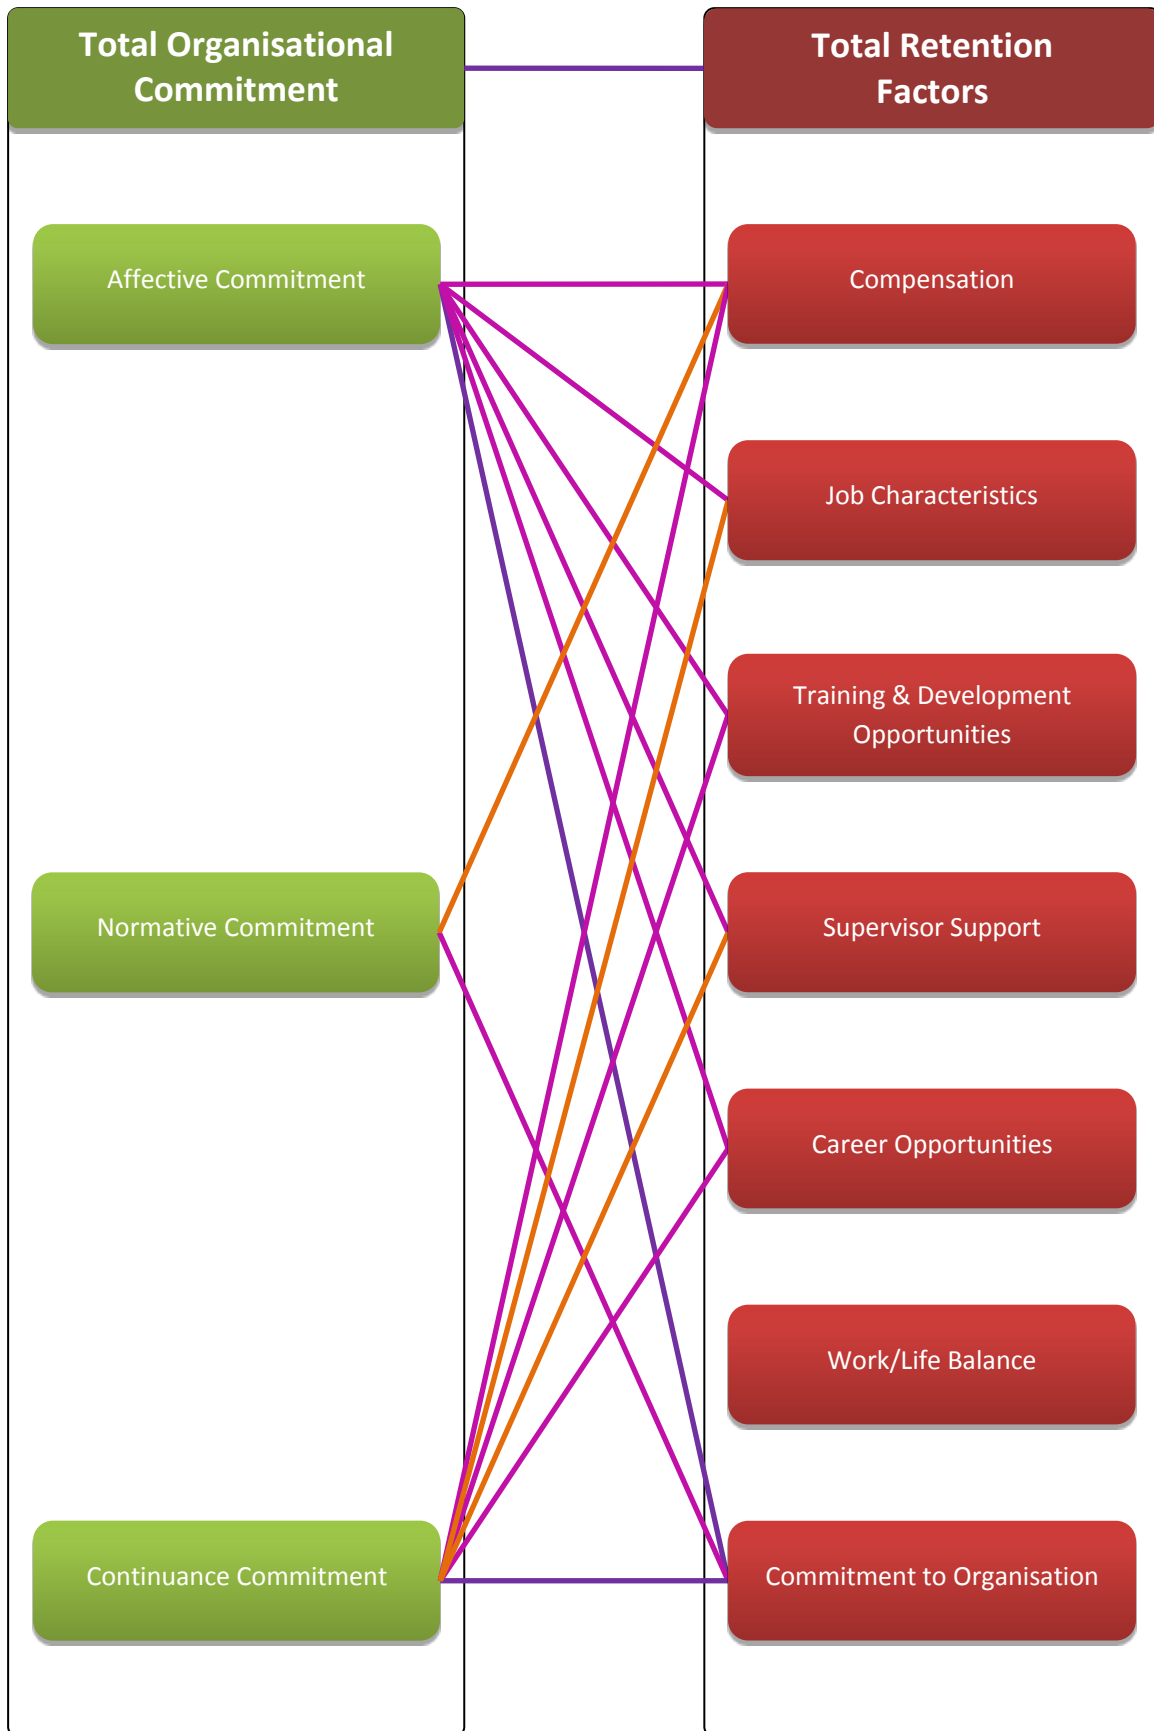 Total Organisational
Commitment
Total Retention
Factors
Affective Commitment
Compensation
Job Characteristics
Training & Development
Opportunities
Normative Commitment
Supervisor Support
Career Opportunities
Work/Life Balance
Continuance Commitment
Commitment to Organisation